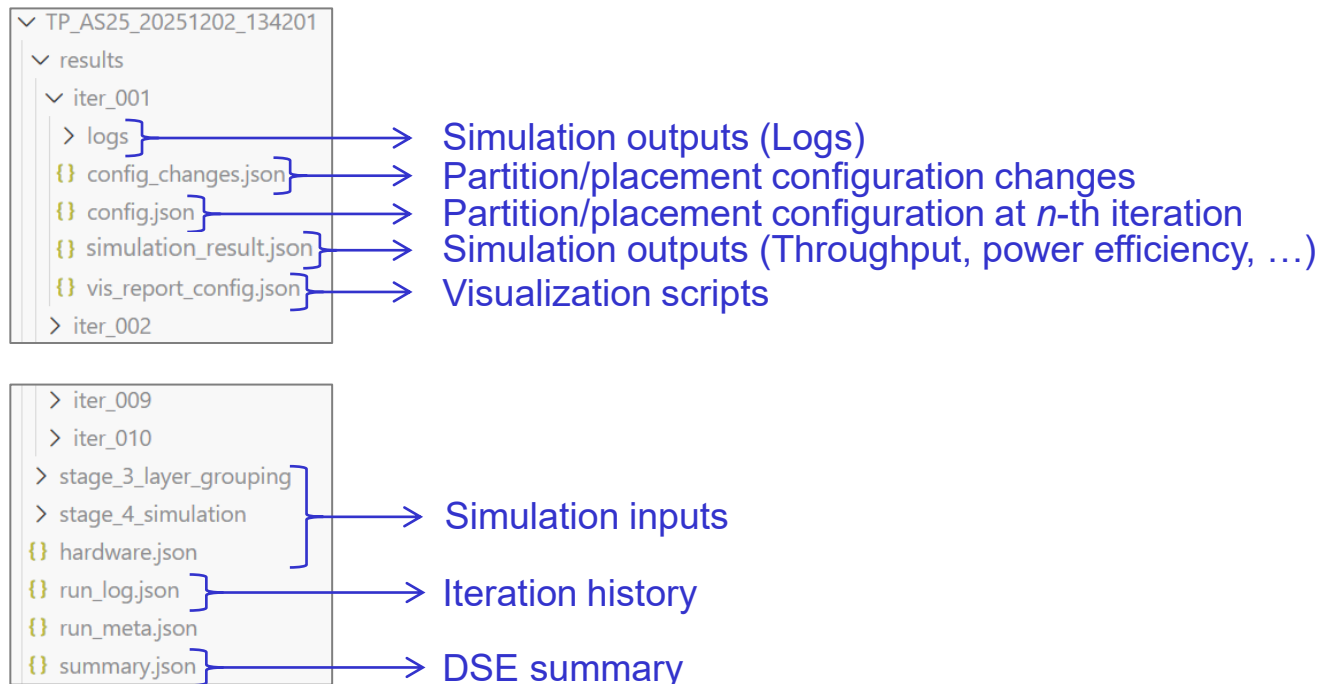 TP_AS25_20251202_134201
results
iter_001
logs
Simulation outputs (Logs)
config_changes.json
Partition/placement configuration changes
config.json
Partition/placement configuration at n-th iteration
simulation_result.json
Simulation outputs (Throughput, power efficiency, …)
vis_report_config.json
Visualization scripts
iter_002
iter_009
iter_010
stage_3_layer_grouping
stage_4_simulation
Simulation inputs
hardware.json
run_log.json
Iteration history
run_meta.json
summary.json
DSE summary